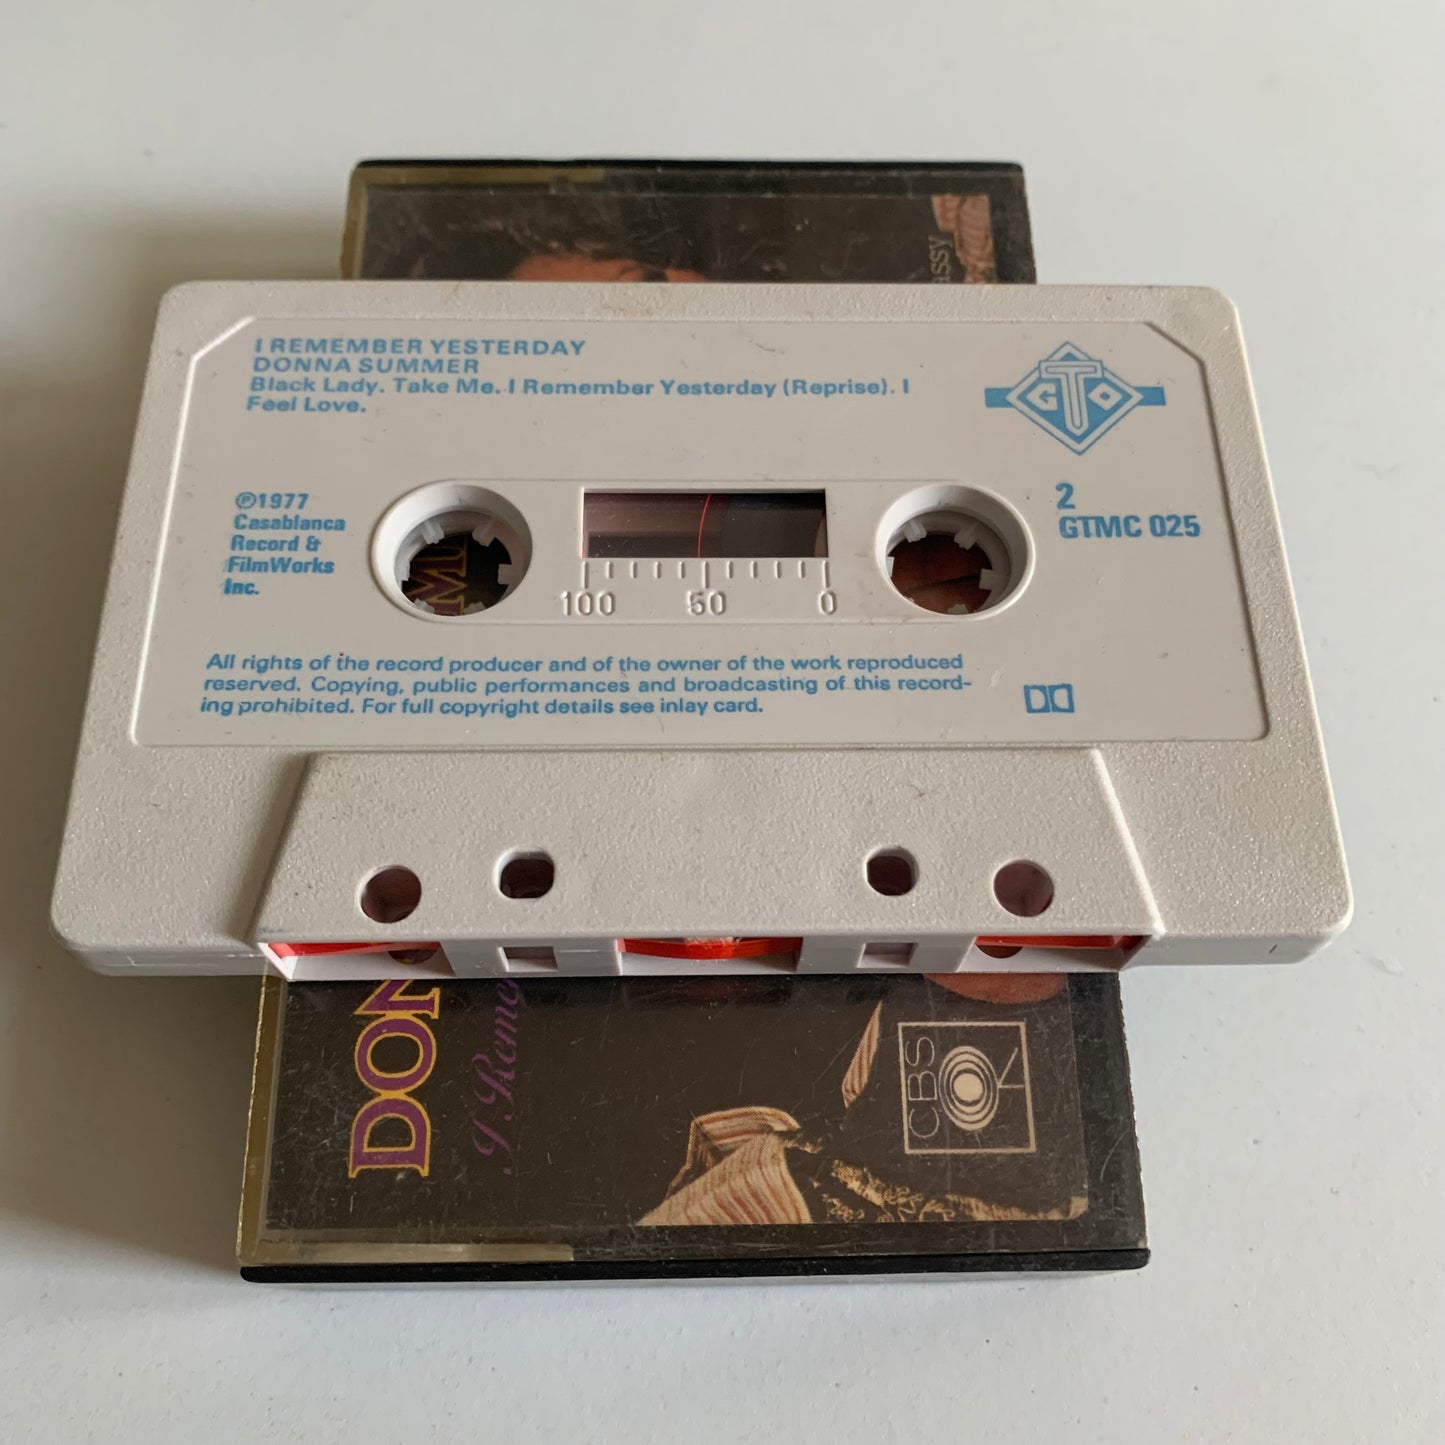 I REMEMBER YESTERDAY
DONNA SUMMER
Black Lady. Take Me. I Remember Yesterday (Reprise). I
Feel Love.
GTO
℗1977
Casablanca
Record &
FilmWorks
Inc.
2
GTMC 025
100 50 0
All rights of the record producer and of the owner of the work reproduced
reserved. Copying, public performances and broadcasting of this record-
ing prohibited. For full copyright details see inlay card.
DON
I Rem
CBS